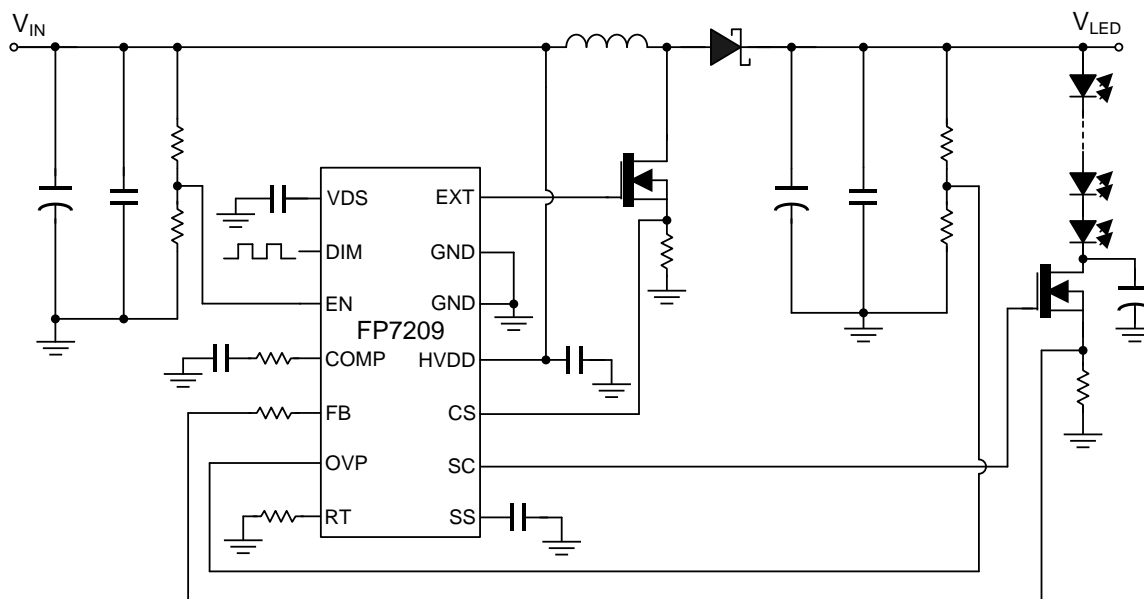 VIN
VLED
VDS
EXT
DIM
GND
EN
GND
FP7209
COMP
HVDD
FB
CS
OVP
SC
RT
SS